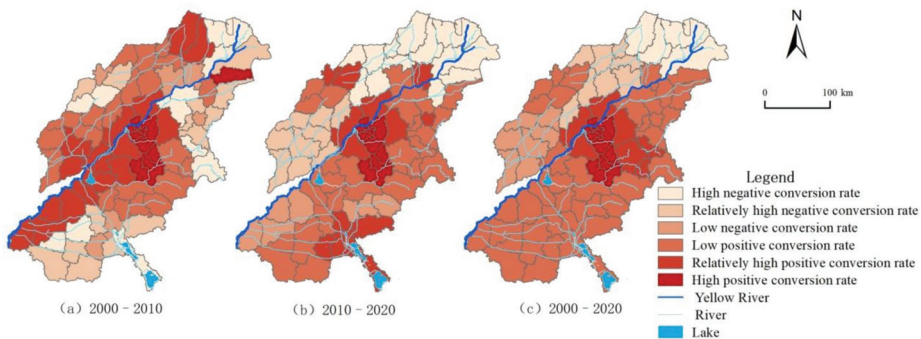 N
0 100 km
Legend
High negative conversion rate
Relatively high negative conversion rate
Low negative conversion rate
Low positive conversion rate
Relatively high positive conversion rate
High positive conversion rate
Yellow River
River
Lake
(a) 2000-2010
(b) 2010-2020
(c) 2000-2020